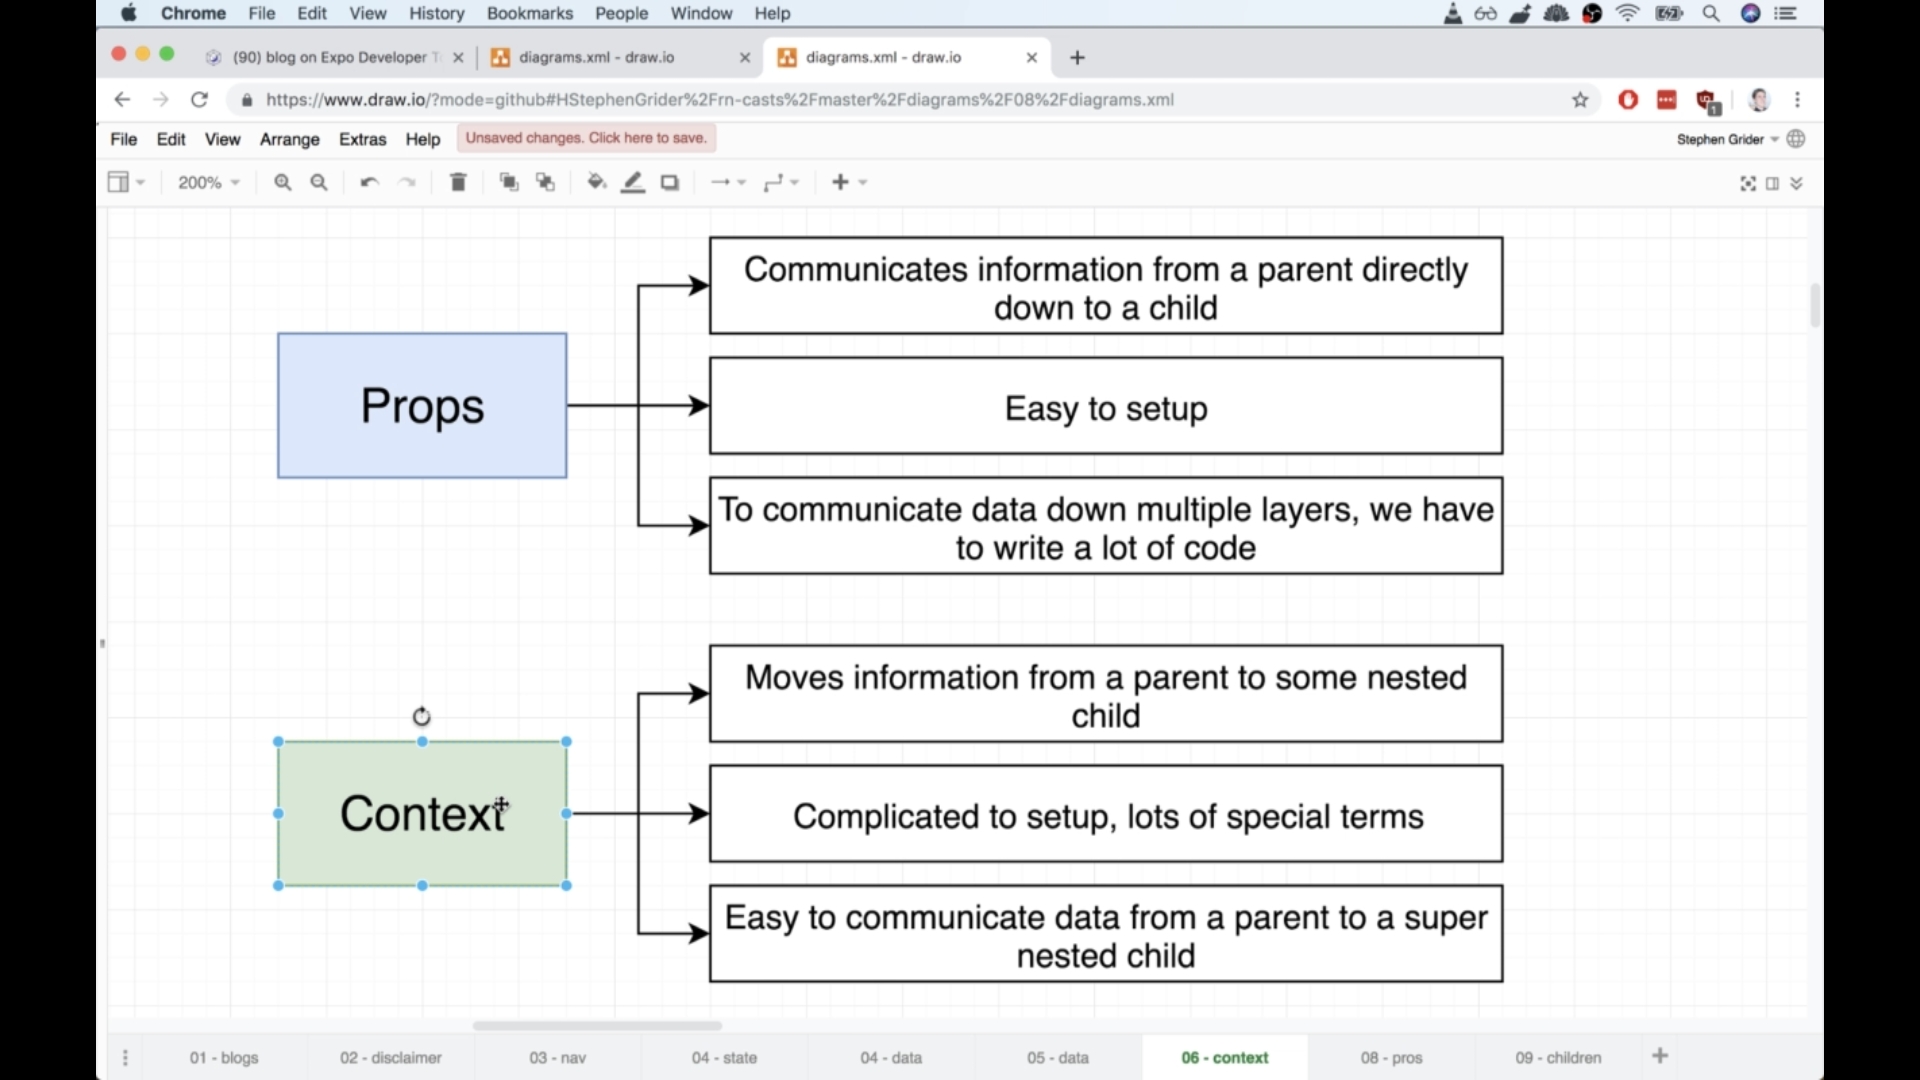 Chrome File Edit View History Bookmarks People Window Help
(90) blog on Expo Developer T
diagrams.xml - draw.io
diagrams.xml - draw.io
https://www.draw.io/?mode=github#HStephenGrider%2Frn-casts%2Fmaster%2Fdiagrams%2F08%2Fdiagrams.xml
1
File Edit View Arrange Extras Help
Unsaved changes. Click here to save.
Stephen Grider
200%
Props
Communicates information from a parent directly
down to a child
Easy to setup
To communicate data down multiple layers, we have
to write a lot of code
Context
Moves information from a parent to some nested
child
Complicated to setup, lots of special terms
Easy to communicate data from a parent to a super
nested child
01 - blogs
02 - disclaimer
03 - nav
04 - state
04 - data
05 - data
06 - context
08 - pros
09 - children